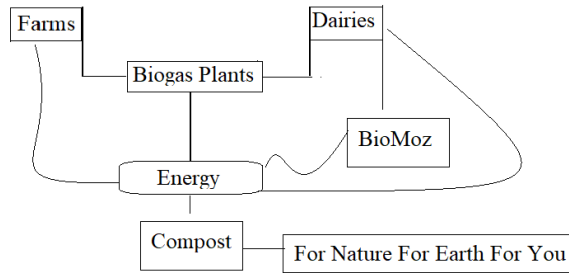 Farms
Dairies
Biogas Plants
BioMoz
Energy
Compost
For Nature For Earth For You